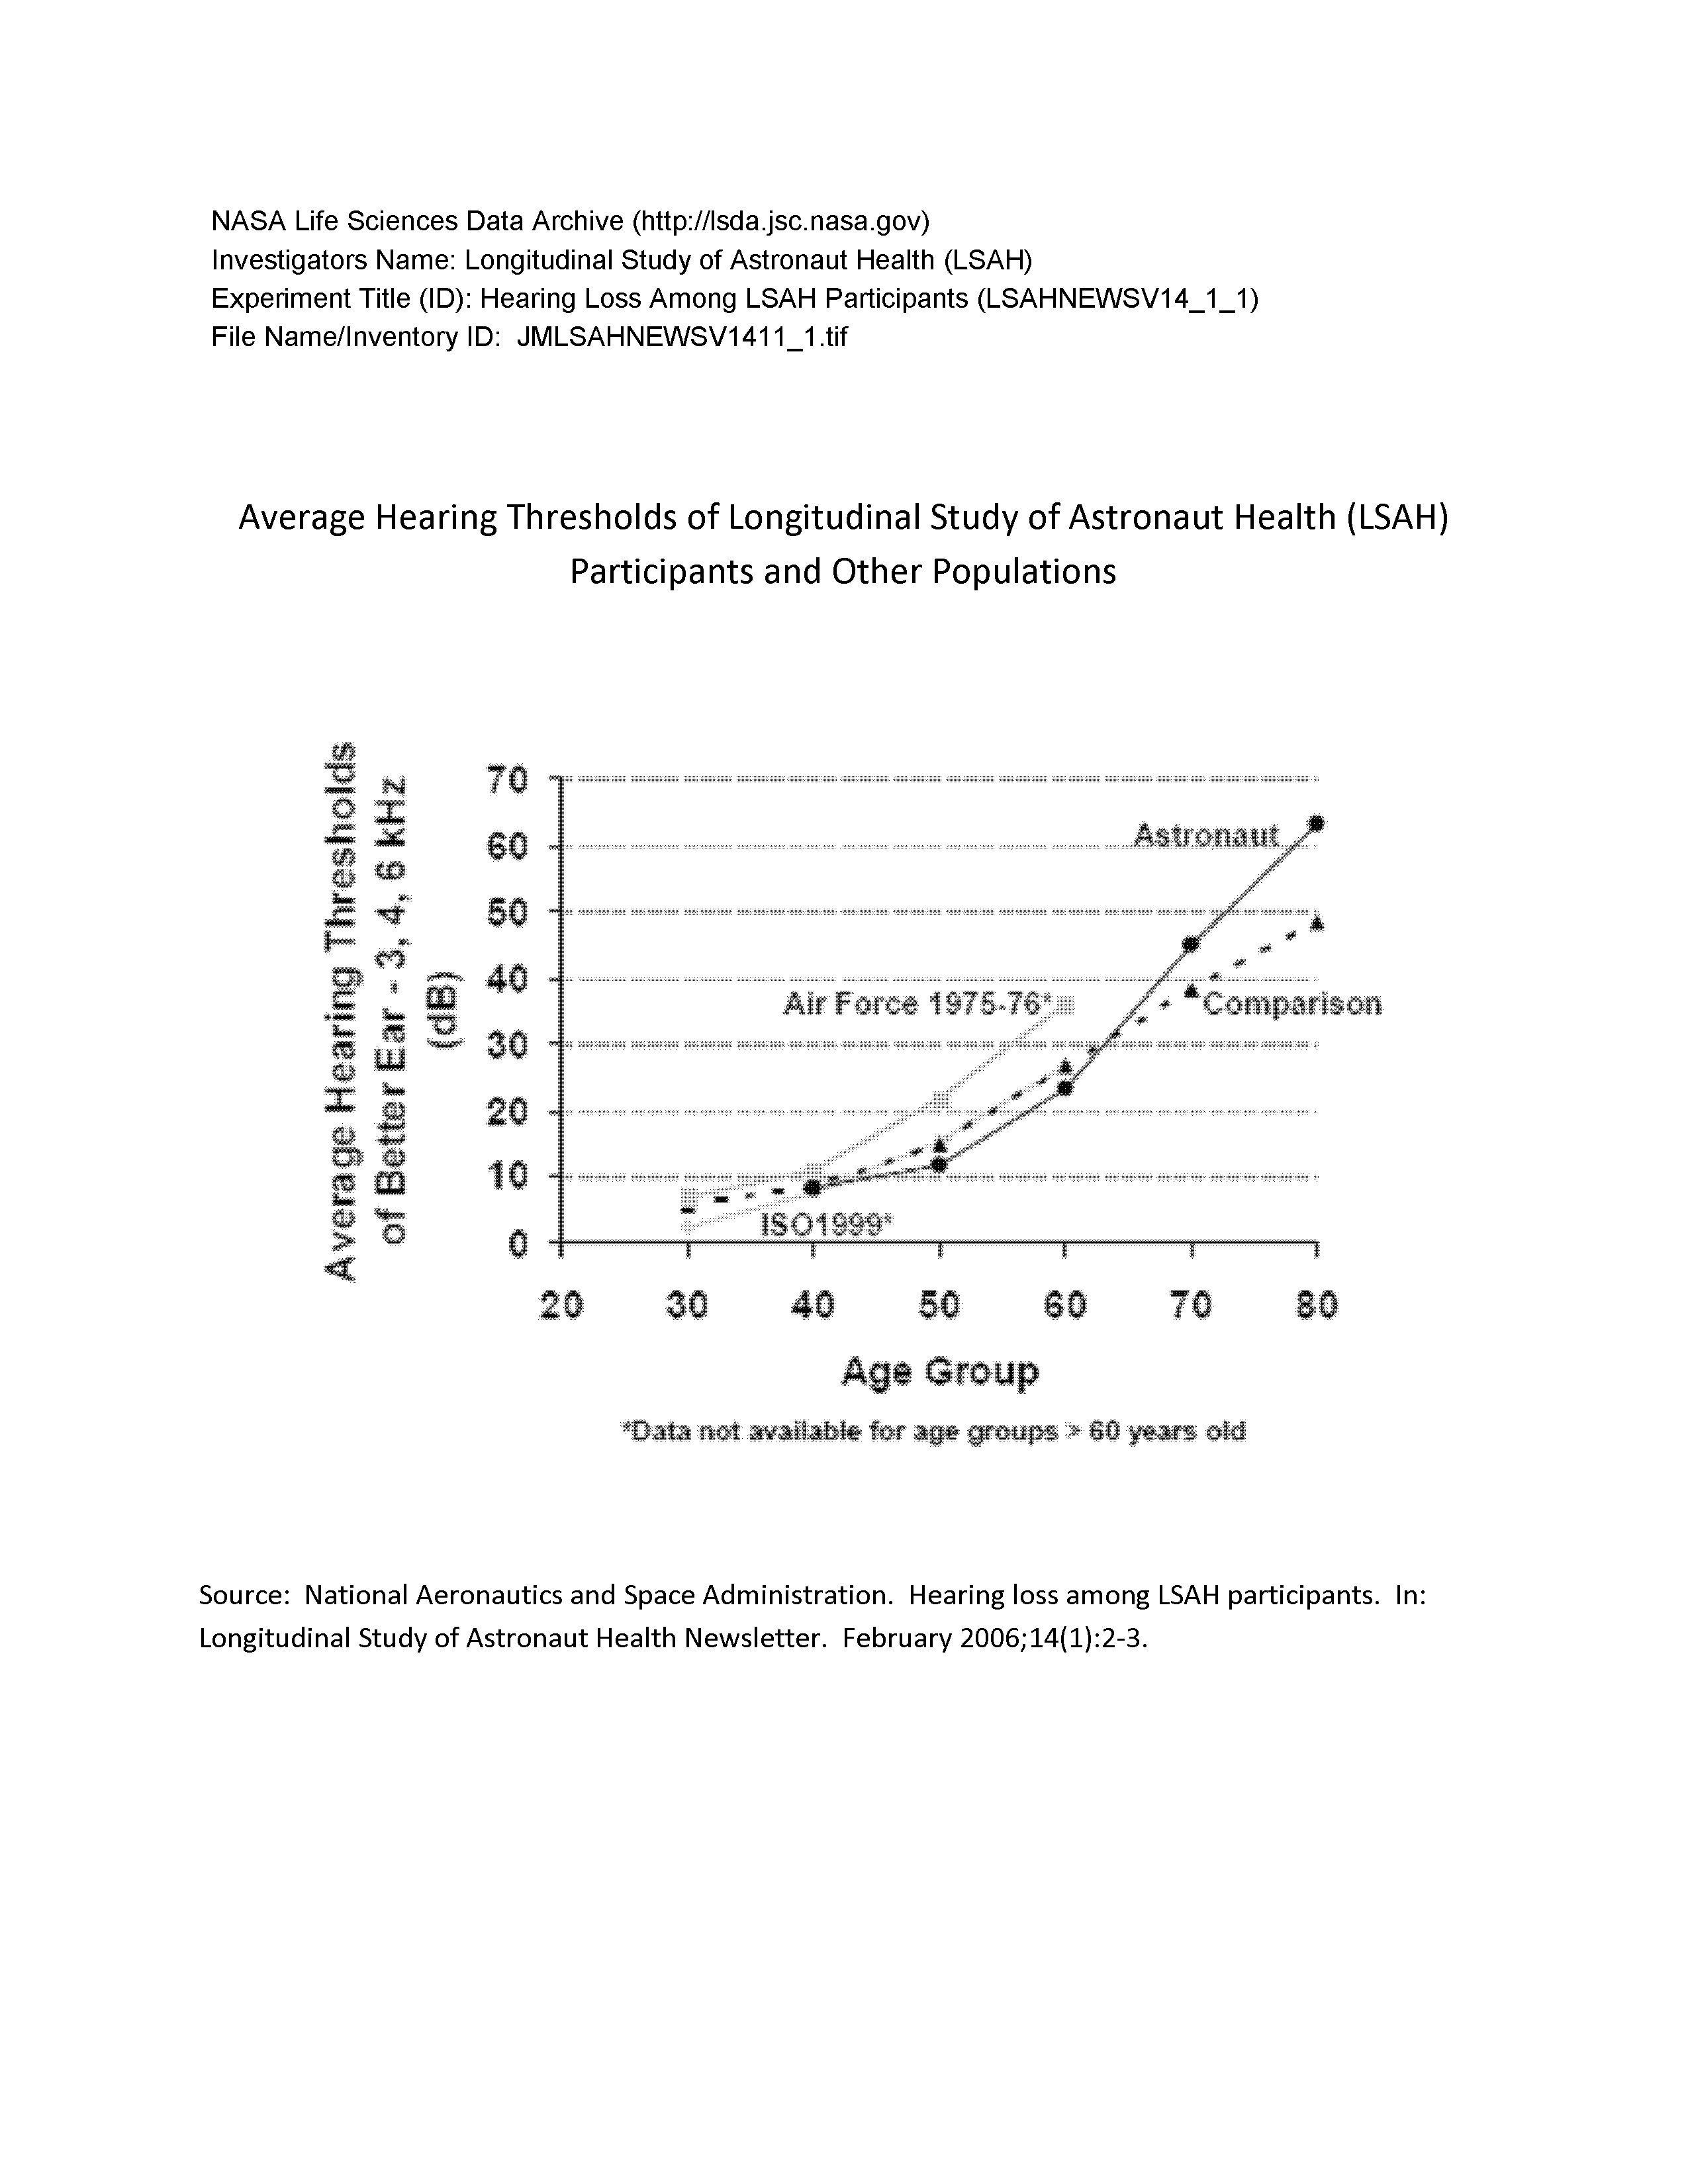 NASA Life Sciences Data Archive (http://lsda.jsc.nasa.gov)
Investigators Name: Longitudinal Study of Astronaut Health (LSAH)
Experiment Title (ID): Hearing Loss Among LSAH Participants (LSAHNEWSV14_1_1)
File Name/Inventory ID:  JMLSAHNEWSV1411_1.tif
Average Hearing Thresholds of Longitudinal Study of Astronaut Health (LSAH)
Participants and Other Populations
Average Hearing Thresholds
of Better Ear - 3, 4, 6 kHz
(dB)
70
60
50
40
30
20
10
0
Astronaut
Air Force 1975-76*
Comparison
ISO1999*
20 30 40 50 60 70 80
Age Group
*Data not available for age groups > 60 years old
Source:  National Aeronautics and Space Administration.  Hearing loss among LSAH participants.  In:
Longitudinal Study of Astronaut Health Newsletter.  February 2006;14(1):2-3.